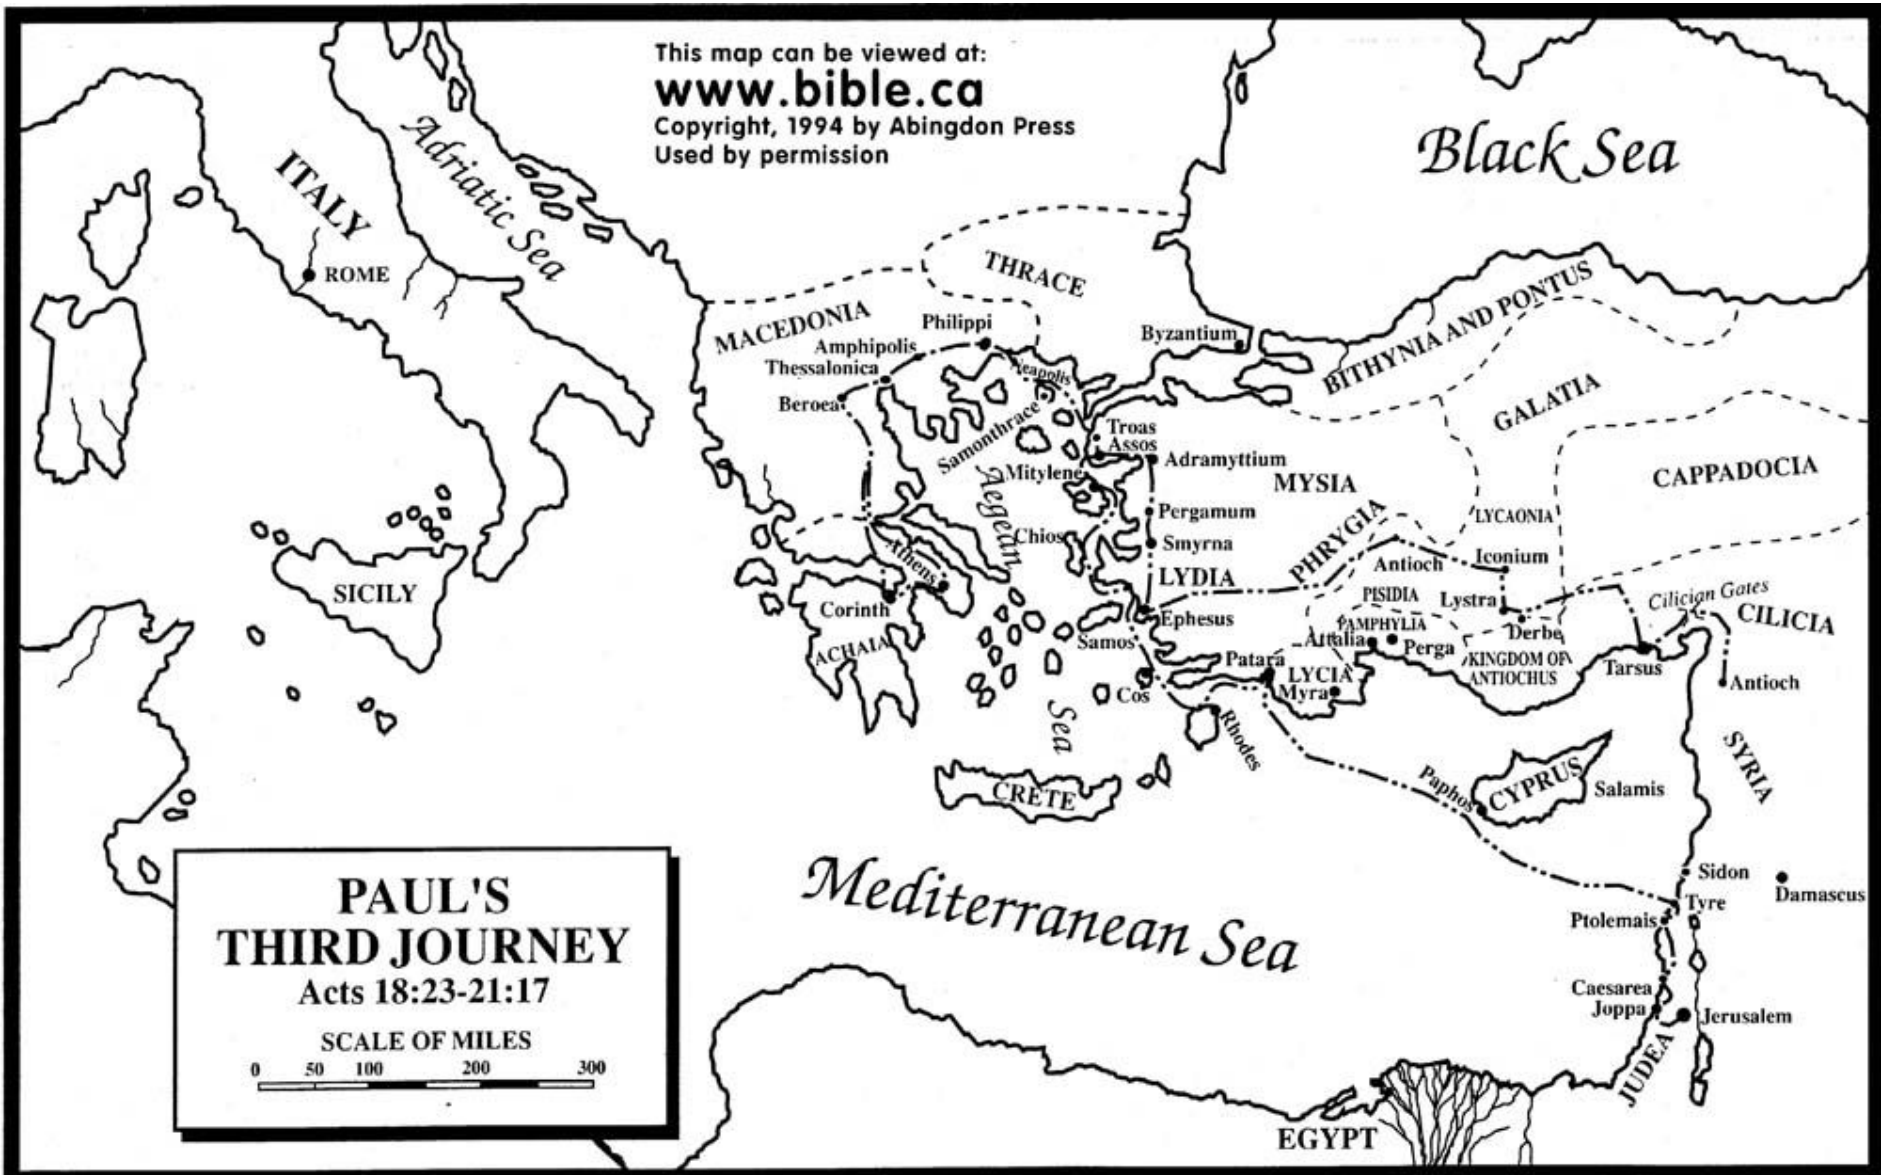 This map can be viewed at:
www.bible.ca
Copyright, 1994 by Abingdon Press
Used by permission
Black Sea
Adriatic Sea
ITALY
ROME
THRACE
MACEDONIA
Philippi
Amphipolis
Thessalonica
Beroea
Neapolis
Samonthrace
Byzantium
BITHYNIA AND PONTUS
GALATIA
CAPPADOCIA
Troas
Assos
Adramyttium
Mitylene
MYSIA
Aegean
Sea
Pergamum
LYCAONIA
Chios
Smyrna
PHRYGIA
Antioch
Iconium
LYDIA
Athens
SICILY
Corinth
ACHAIA
Ephesus
Samos
PISIDIA
Lystra
Cilician Gates
CILICIA
PAMPHYLIA
Attalia
Perga
Derbe
KINGDOM OF
ANTIOCHUS
Tarsus
Antioch
Patara
LYCIA
Myra
Cos
Rhodes
SYRIA
CRETE
Paphos
CYPRUS
Salamis
Mediterranean Sea
Sidon
Damascus
Tyre
Ptolemais
Caesarea
Joppa
Jerusalem
JUDEA
EGYPT
PAUL'S
THIRD JOURNEY
Acts 18:23-21:17
SCALE OF MILES
0 50 100 200 300